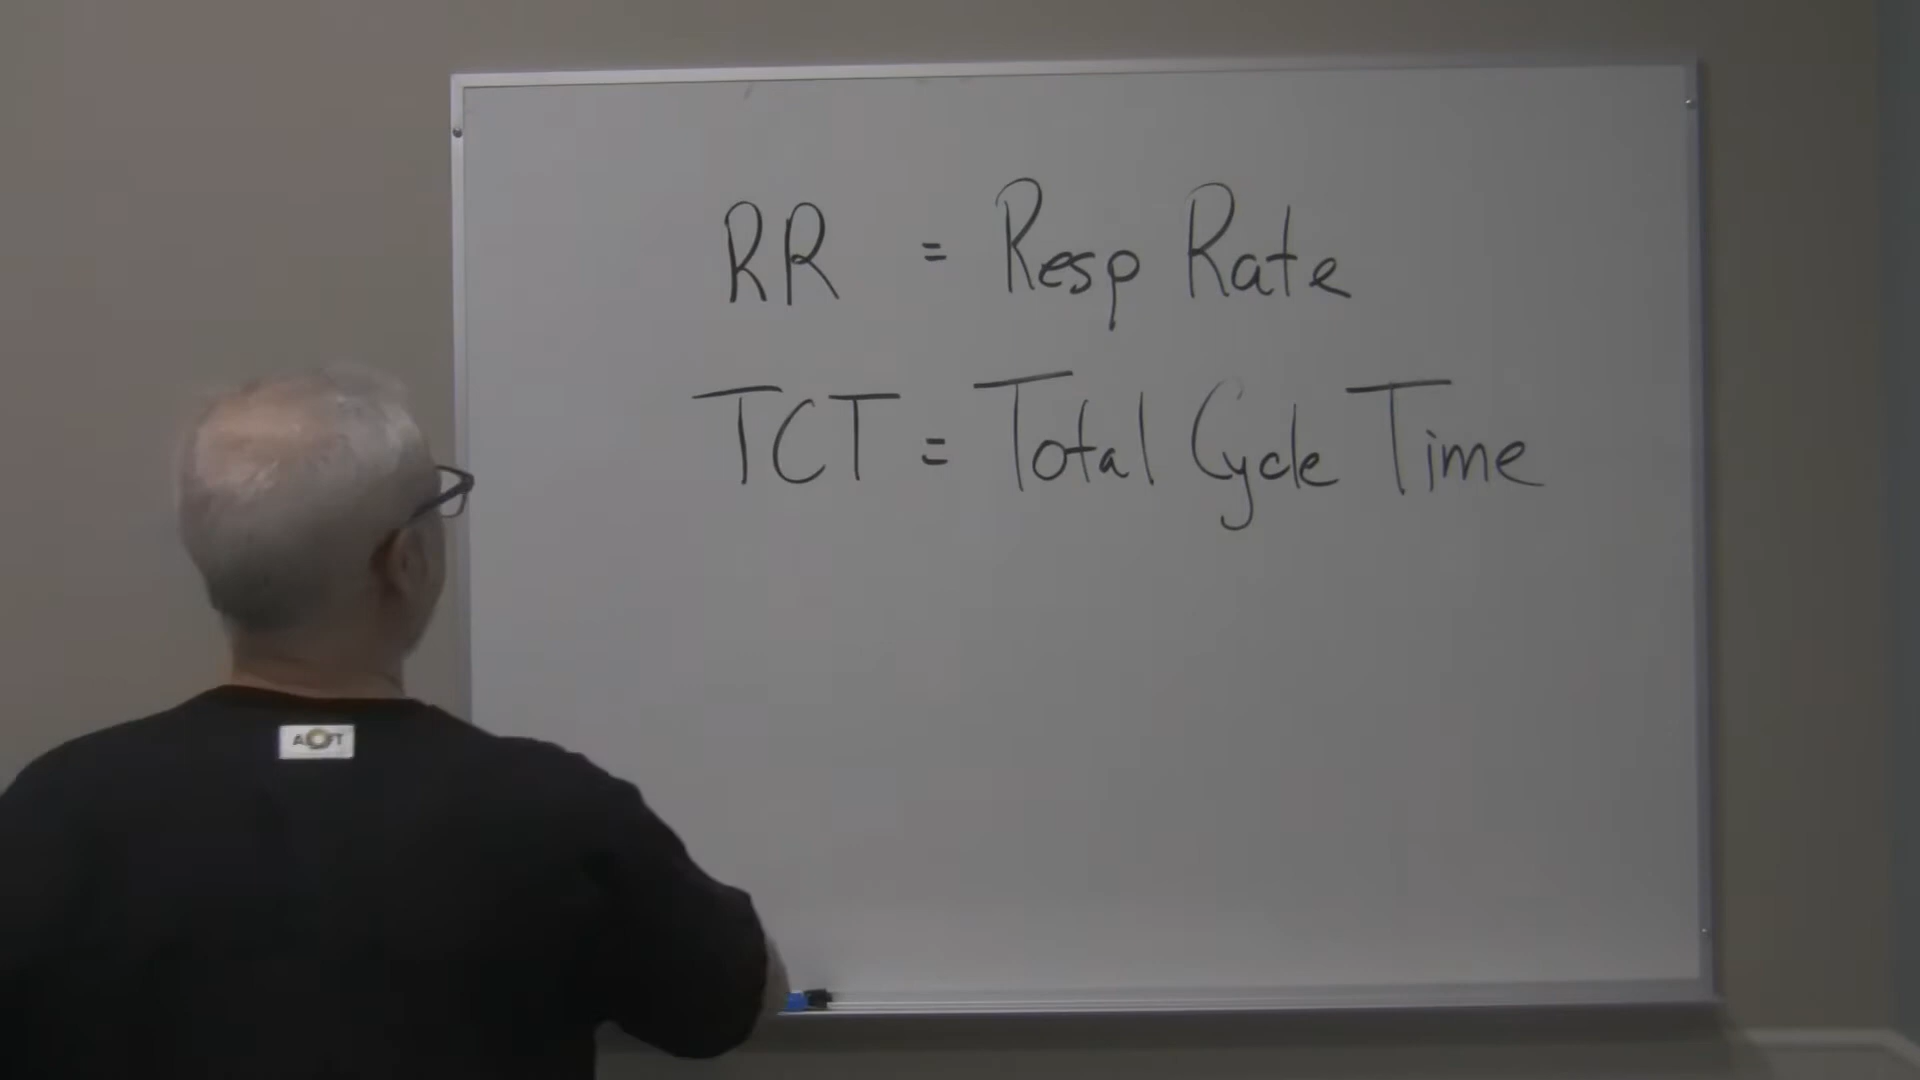 RR = Resp Rate
TCT = Total Cycle Time